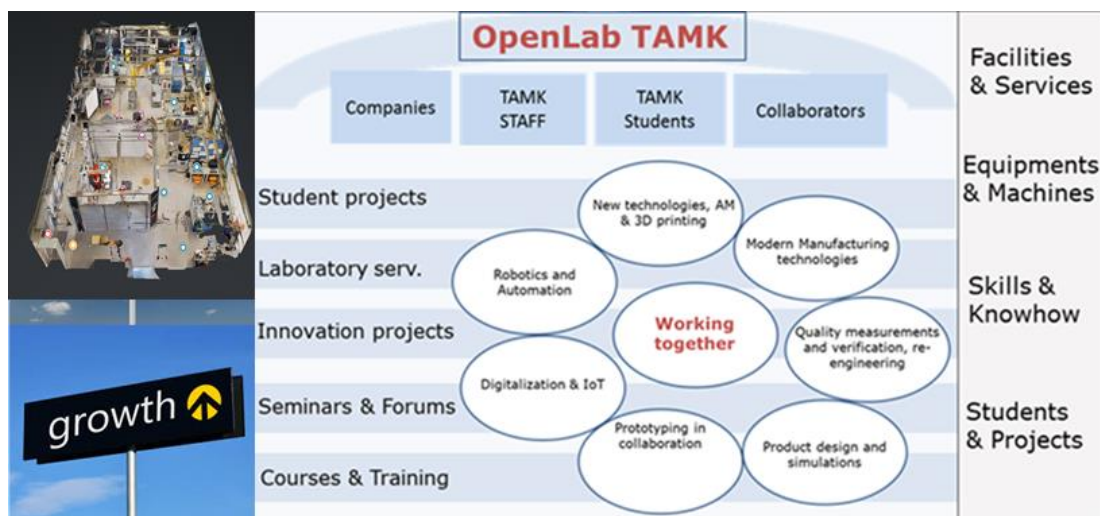 OpenLab TAMK
Companies
TAMK
STAFF
TAMK
Students
Collaborators
Student projects
Laboratory serv.
Innovation projects
Seminars & Forums
Courses & Training
New technologies, AM
& 3D printing
Modern Manufacturing
technologies
Robotics and
Automation
Working
together
Quality measurements
and verification, re-
engineering
Digitalization & IoT
Prototyping in
collaboration
Product design and
simulations
Facilities
& Services
Equipments
& Machines
Skills &
Knowhow
Students
& Projects
growth